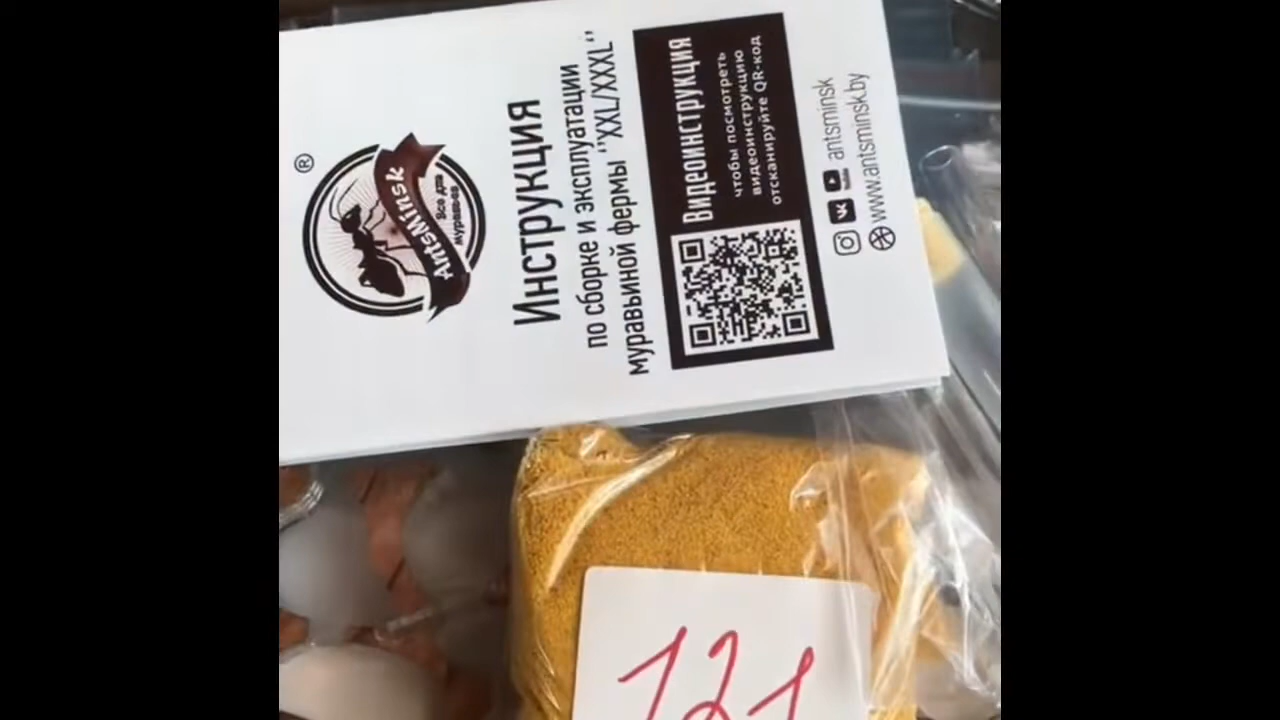 ®
AntsMinsk
Все для
муравьев
Инструкция
по сборке и эксплуатации
муравьиной фермы ‘‘XXL/XXXL‘‘
Видеоинструкция
чтобы посмотреть
видеоинструкцию
отсканируйте QR-код
antsminsk
www.antsminsk.by
121